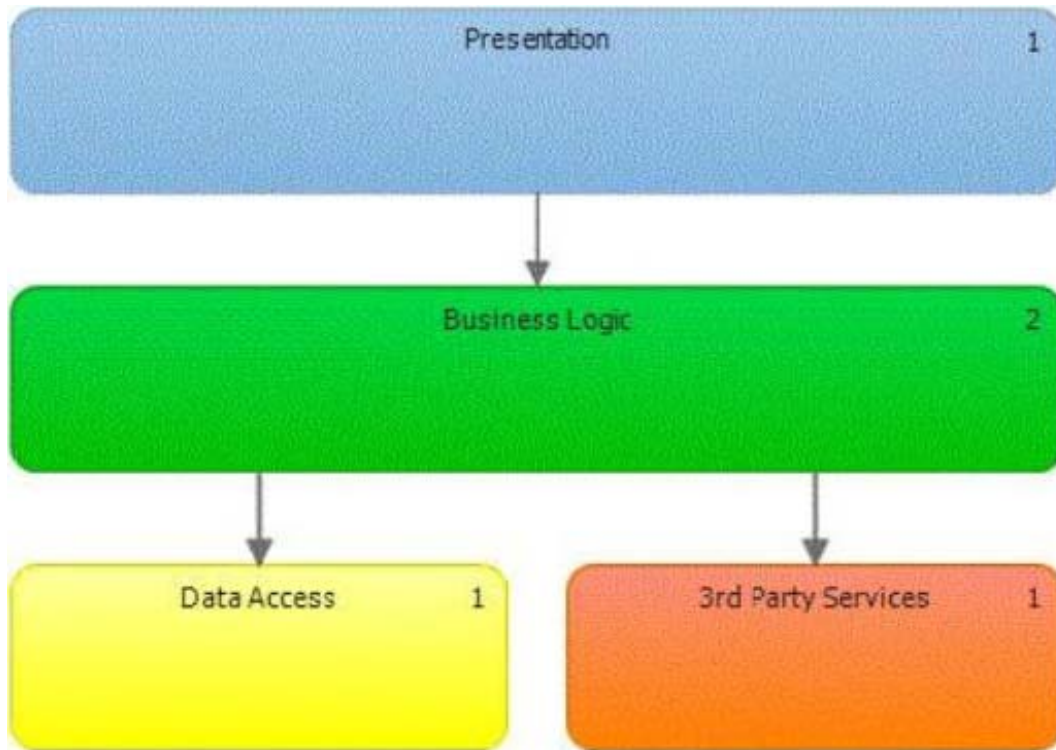 Presentation 1
Business Logic 2
Data Access 1
3rd Party Services 1